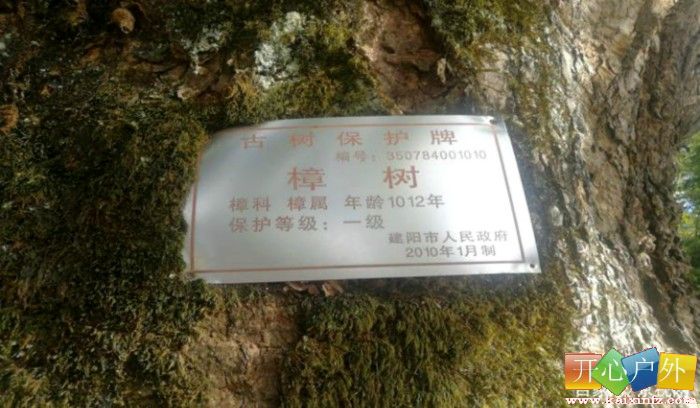 古树保护牌
编号：350784001010
樟 树
樟科 樟属 年龄1012年
保护等级：一级
建阳市人民政府
2010年1月制
开心户外
www.kaixinfz.com